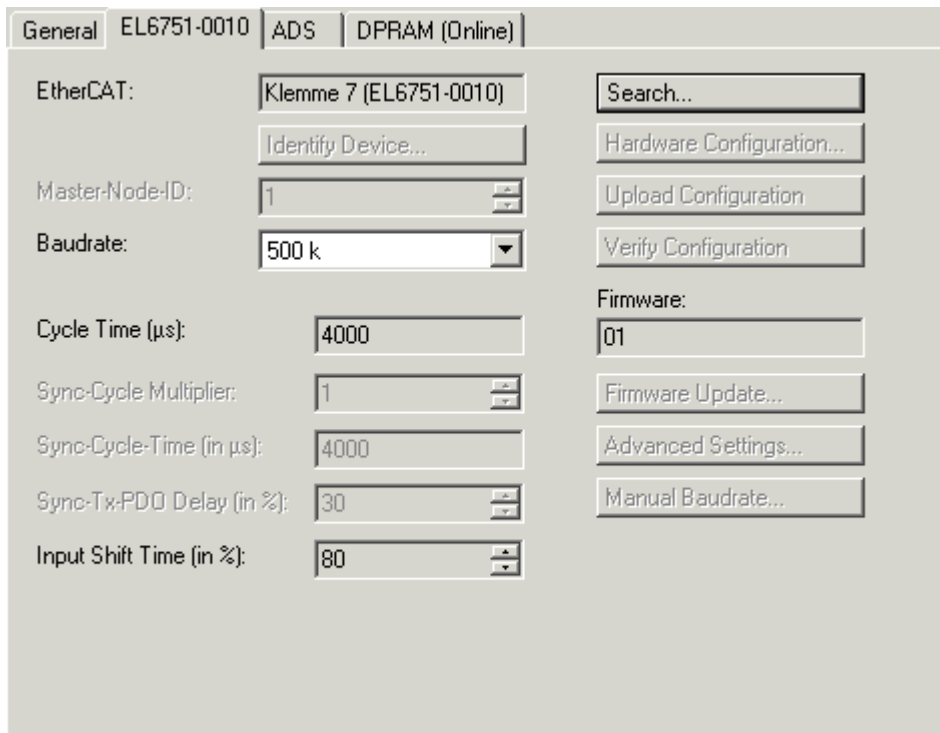 General EL6751-0010 ADS DPRAM (Online)
EtherCAT: Klemme 7 (EL6751-0010) Search...
Identify Device... Hardware Configuration...
Master-Node-ID: 1 Upload Configuration
Baudrate: 500 k Verify Configuration
Firmware:
Cycle Time (µs): 4000 01
Sync-Cycle Multiplier: 1 Firmware Update...
Sync-Cycle-Time (in µs): 4000 Advanced Settings...
Sync-Tx-PDO Delay (in %): 30 Manual Baudrate...
Input Shift Time (in %): 80